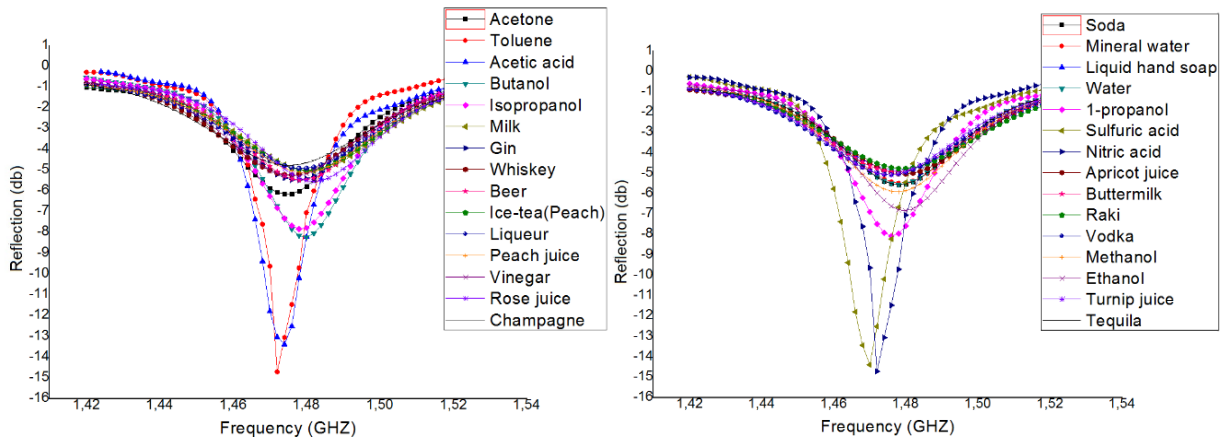 Acetone
Toluene
Acetic acid
Butanol
Isopropanol
Milk
Gin
Whiskey
Beer
Ice-tea(Peach)
Liqueur
Peach juice
Vinegar
Rose juice
Champagne
1
0
-1
-2
-3
-4
-5
-6
-7
-8
-9
-10
-11
-12
-13
-14
-15
-16
Reflection (db)
1,42 1,44 1,46 1,48 1,50 1,52 1,54
Frequency (GHZ)
Soda
Mineral water
Liquid hand soap
Water
1-propanol
Sulfuric acid
Nitric acid
Apricot juice
Buttermilk
Raki
Vodka
Methanol
Ethanol
Turnip juice
Tequila
1
0
-1
-2
-3
-4
-5
-6
-7
-8
-9
-10
-11
-12
-13
-14
-15
-16
Reflection (db)
1,42 1,44 1,46 1,48 1,50 1,52 1,54
Frequency (GHZ)